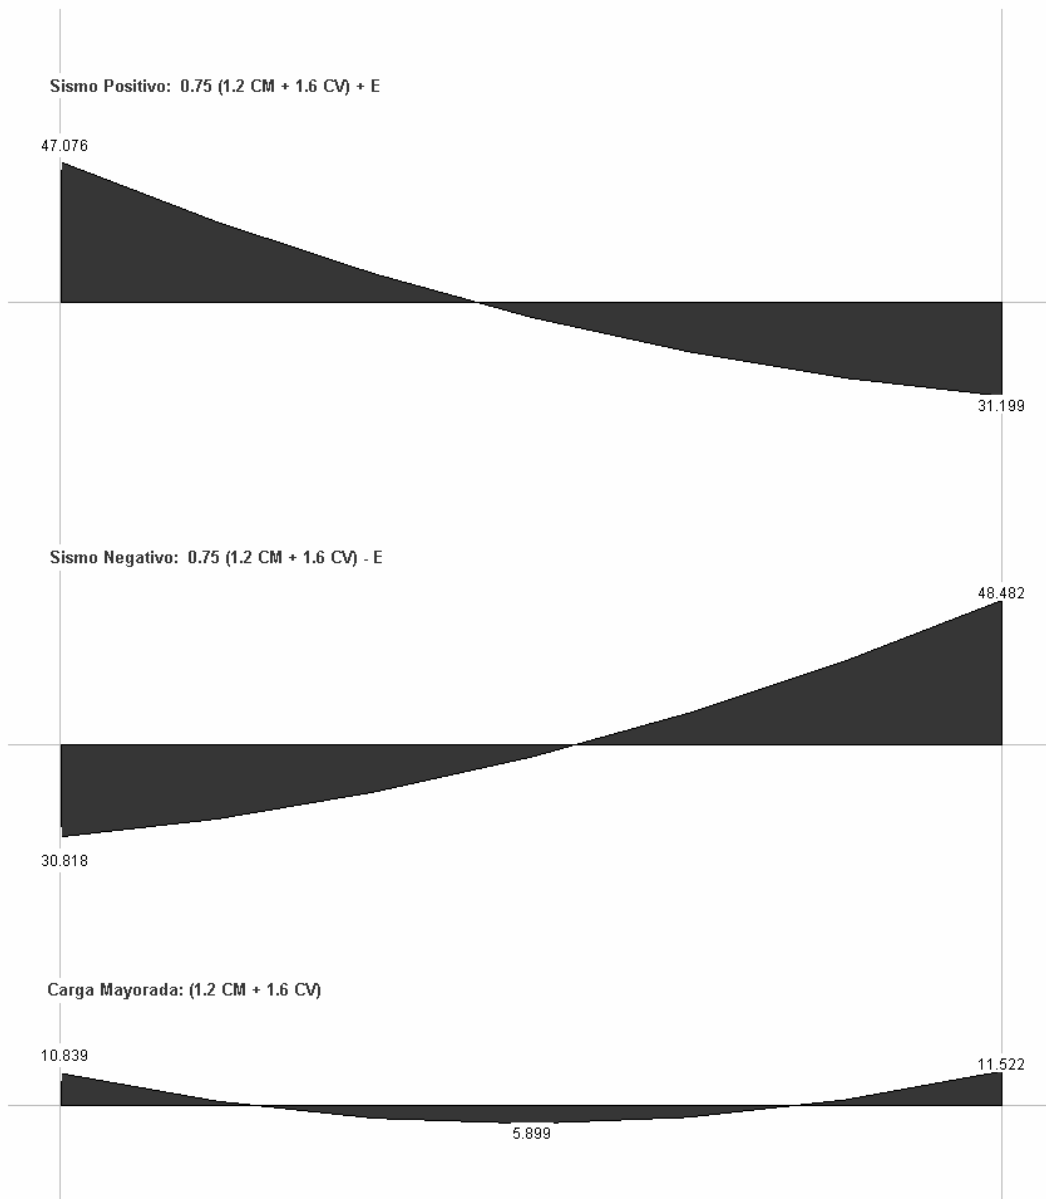 Sismo Positivo: 0.75 (1.2 CM + 1.6 CV) + E
47.076
31.199
Sismo Negativo: 0.75 (1.2 CM + 1.6 CV) - E
48.482
30.818
Carga Mayorada: (1.2 CM + 1.6 CV)
10.839
11.522
5.899